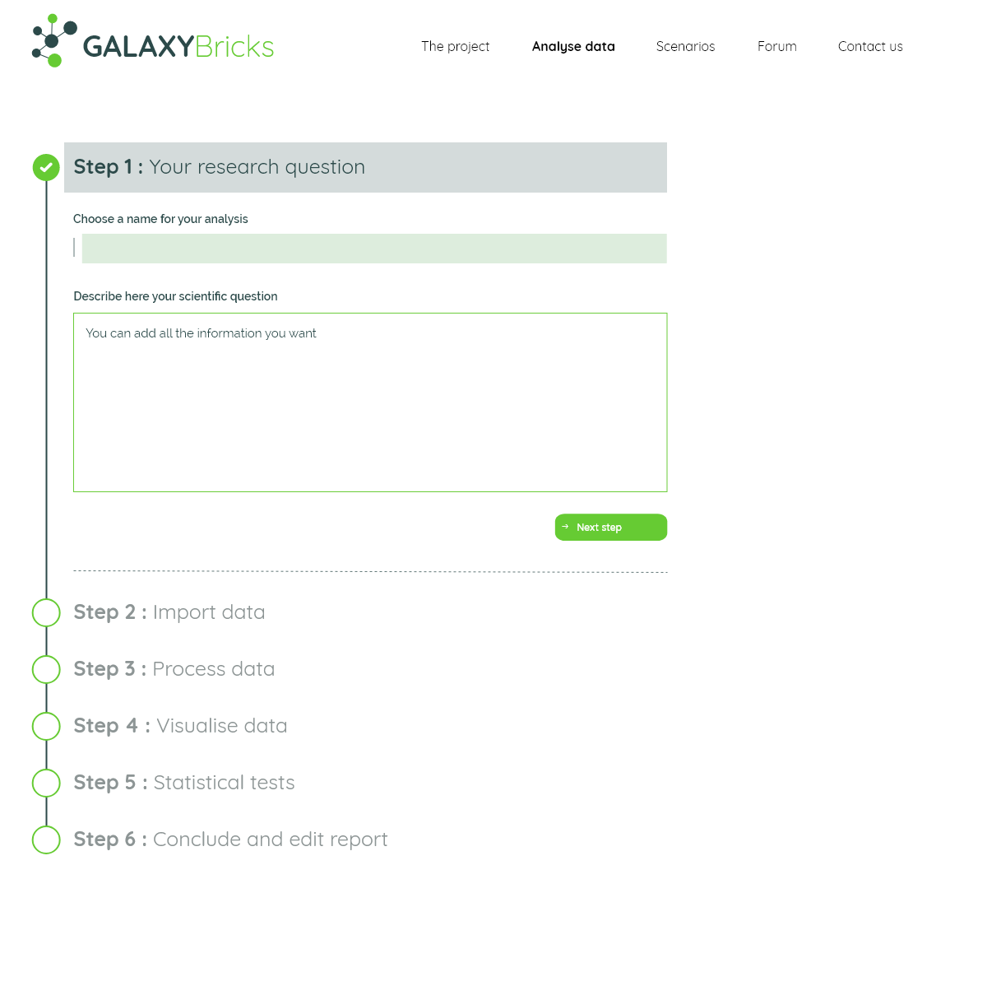 GALAXYBricks
The project
Analyse data
Scenarios
Forum
Contact us
Step 1 : Your research question
Choose a name for your analysis
Describe here your scientific question
You can add all the information you want
→ Next step
Step 2 : Import data
Step 3 : Process data
Step 4 : Visualise data
Step 5 : Statistical tests
Step 6 : Conclude and edit report